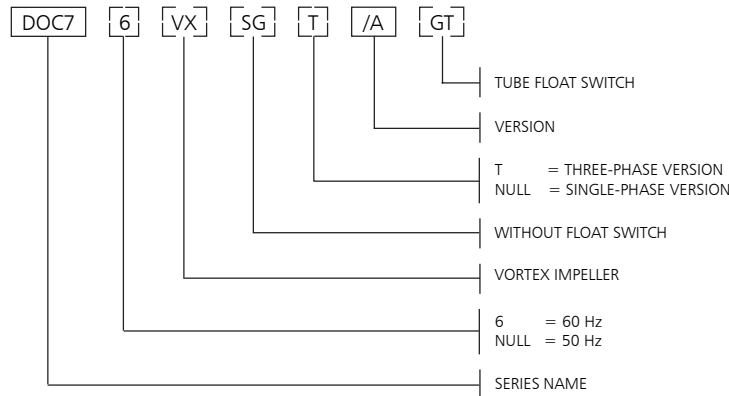 DOC7 6 VX SG T /A GT
TUBE FLOAT SWITCH
VERSION
T = THREE-PHASE VERSION
NULL = SINGLE-PHASE VERSION
WITHOUT FLOAT SWITCH
VORTEX IMPELLER
6 = 60 Hz
NULL = 50 Hz
SERIES NAME